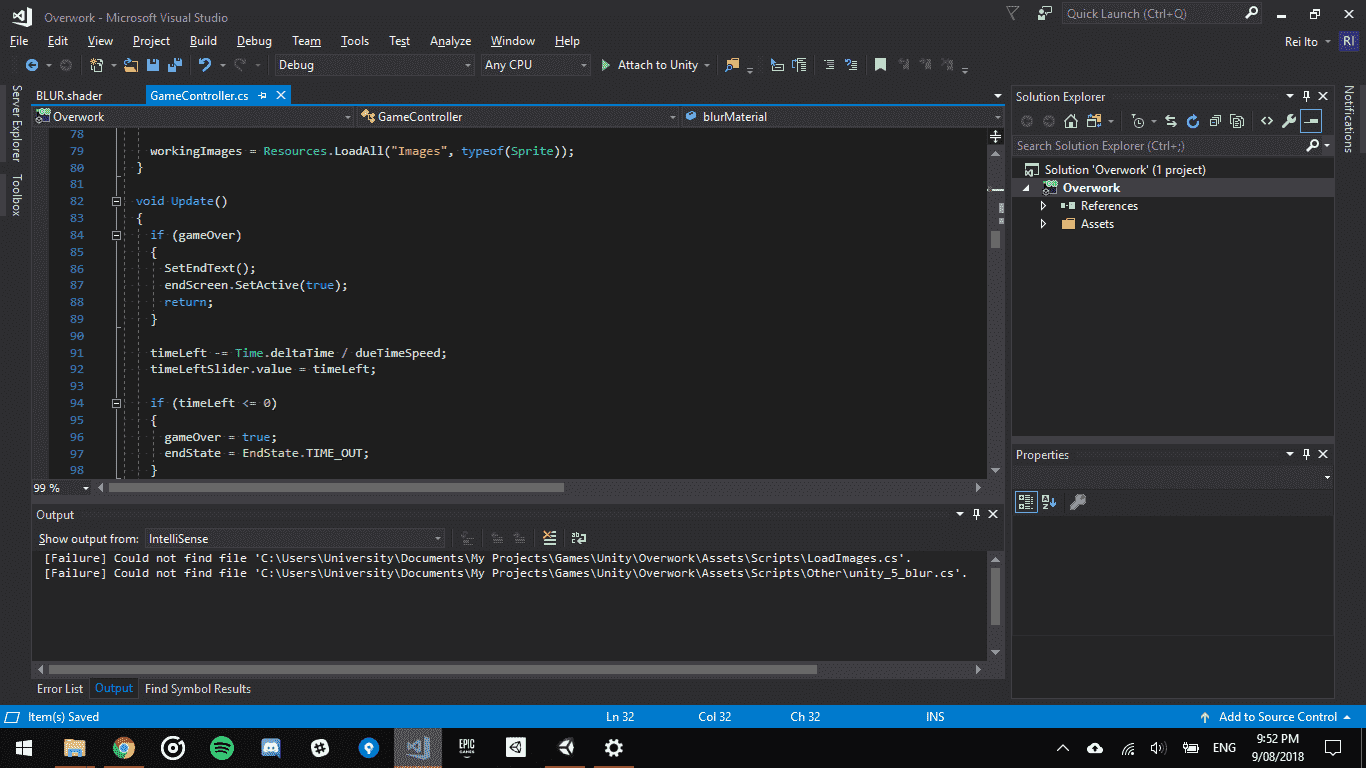 Overwork - Microsoft Visual Studio
Quick Launch (Ctrl+Q)
File Edit View Project Build Debug Team Tools Test Analyze Window Help
Rei Ito RI
Debug Any CPU Attach to Unity
Server Explorer
Toolbox
BLUR.shader GameController.cs
Overwork GameController blurMaterial
78
79 workingImages = Resources.LoadAll("Images", typeof(Sprite));
80 }
81
82 void Update()
83 {
84 if (gameOver)
85 {
86 SetEndText();
87 endScreen.SetActive(true);
88 return;
89 }
90
91 timeLeft -= Time.deltaTime / dueTimeSpeed;
92 timeLeftSlider.value = timeLeft;
93
94 if (timeLeft <= 0)
95 {
96 gameOver = true;
97 endState = EndState.TIME_OUT;
98 }
99 %
Output
Show output from: IntelliSense
[Failure] Could not find file 'C:\Users\University\Documents\My Projects\Games\Unity\Overwork\Assets\Scripts\LoadImages.cs'.
[Failure] Could not find file 'C:\Users\University\Documents\My Projects\Games\Unity\Overwork\Assets\Scripts\Other\unity_5_blur.cs'.
Error List Output Find Symbol Results
Solution Explorer
Search Solution Explorer (Ctrl+;)
Solution 'Overwork' (1 project)
Overwork
References
Assets
Properties
Notifications
Item(s) Saved Ln 32 Col 32 Ch 32 INS Add to Source Control
EPIC
GAMES
ENG
9:52 PM
9/08/2018